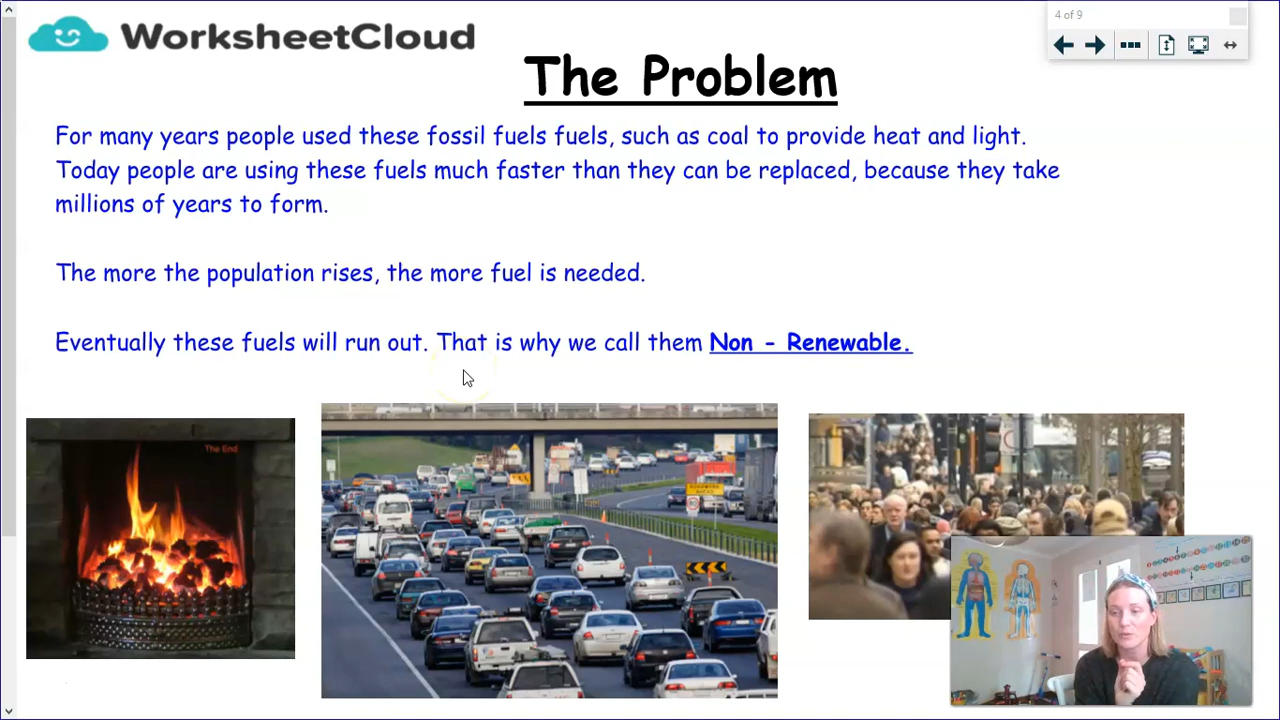 WorksheetCloud
4 of 9
The Problem
For many years people used these fossil fuels fuels, such as coal to provide heat and light.
Today people are using these fuels much faster than they can be replaced, because they take
millions of years to form.
The more the population rises, the more fuel is needed.
Eventually these fuels will run out. That is why we call them Non - Renewable.
The End